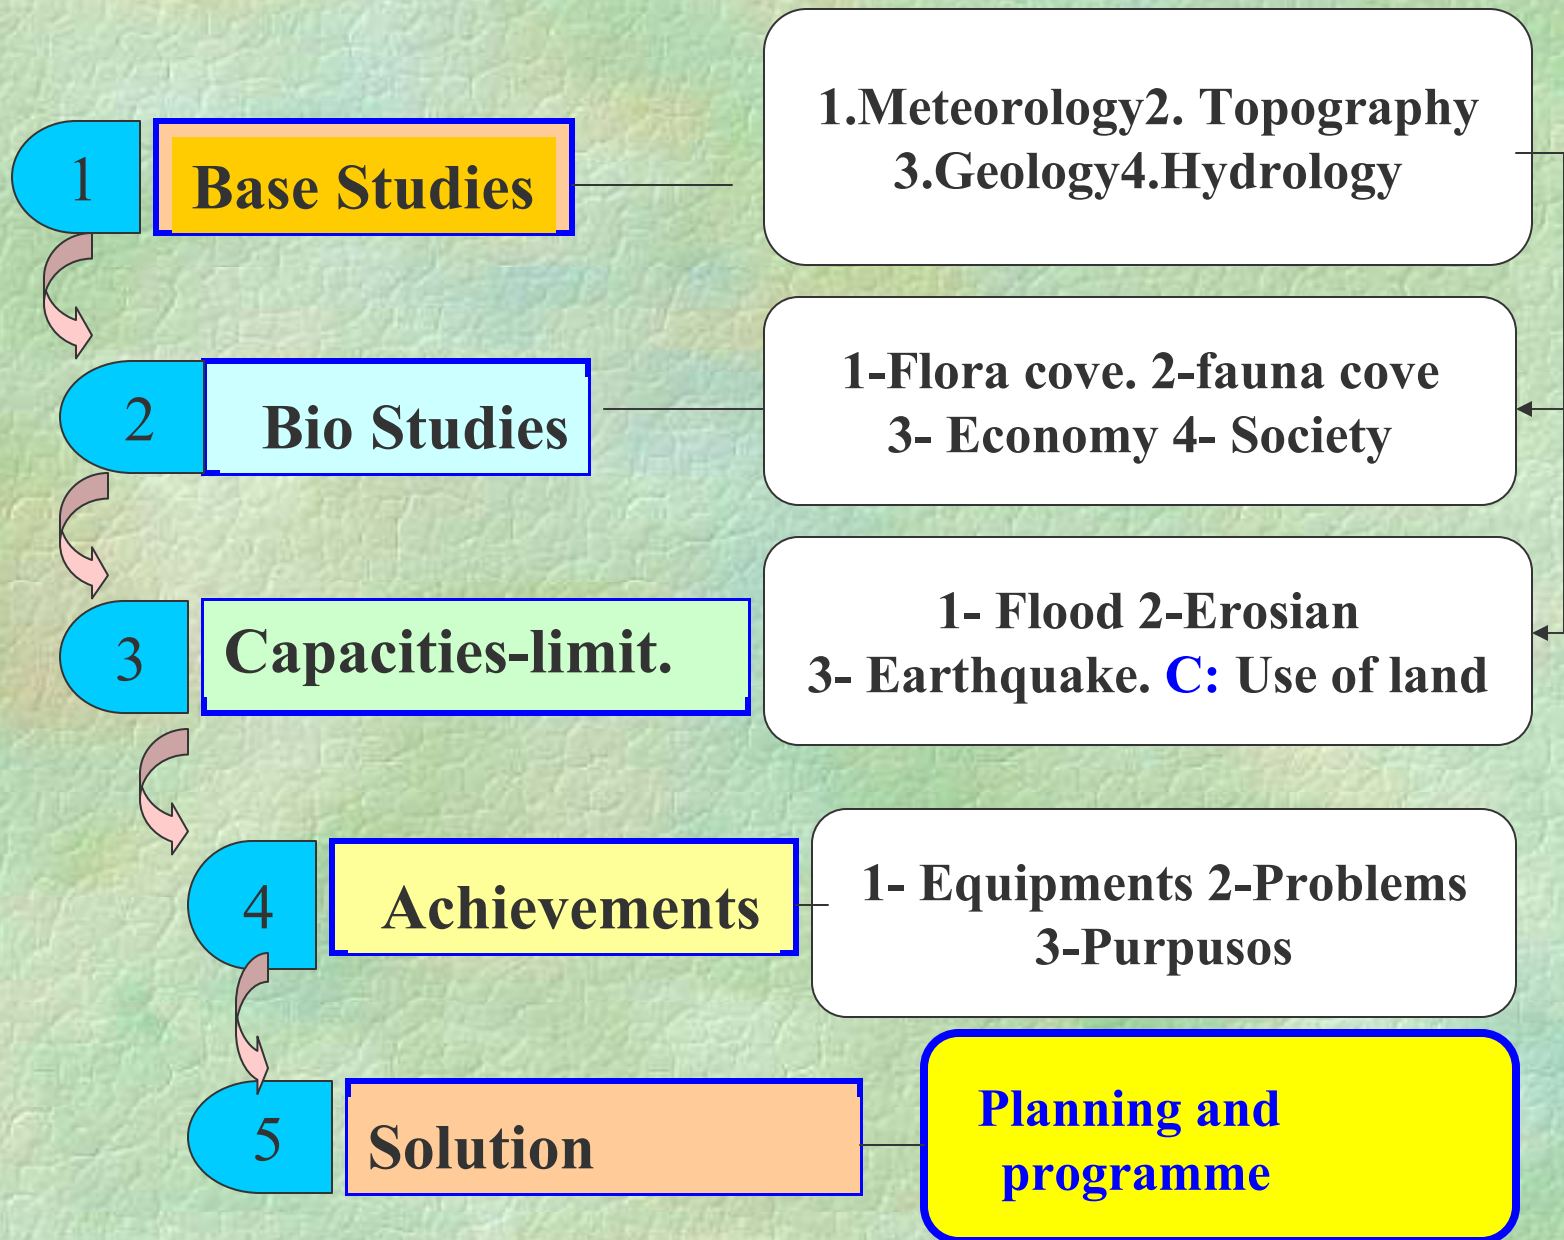 1
Base Studies
1.Meteorology2. Topography
3.Geology4.Hydrology
2
Bio Studies
1-Flora cove. 2-fauna cove
3- Economy 4- Society
3
Capacities-limit.
1- Flood 2-Erosian
3- Earthquake. C: Use of land
4
Achievements
1- Equipments 2-Problems
3-Purpusos
5
Solution
Planning and
programme